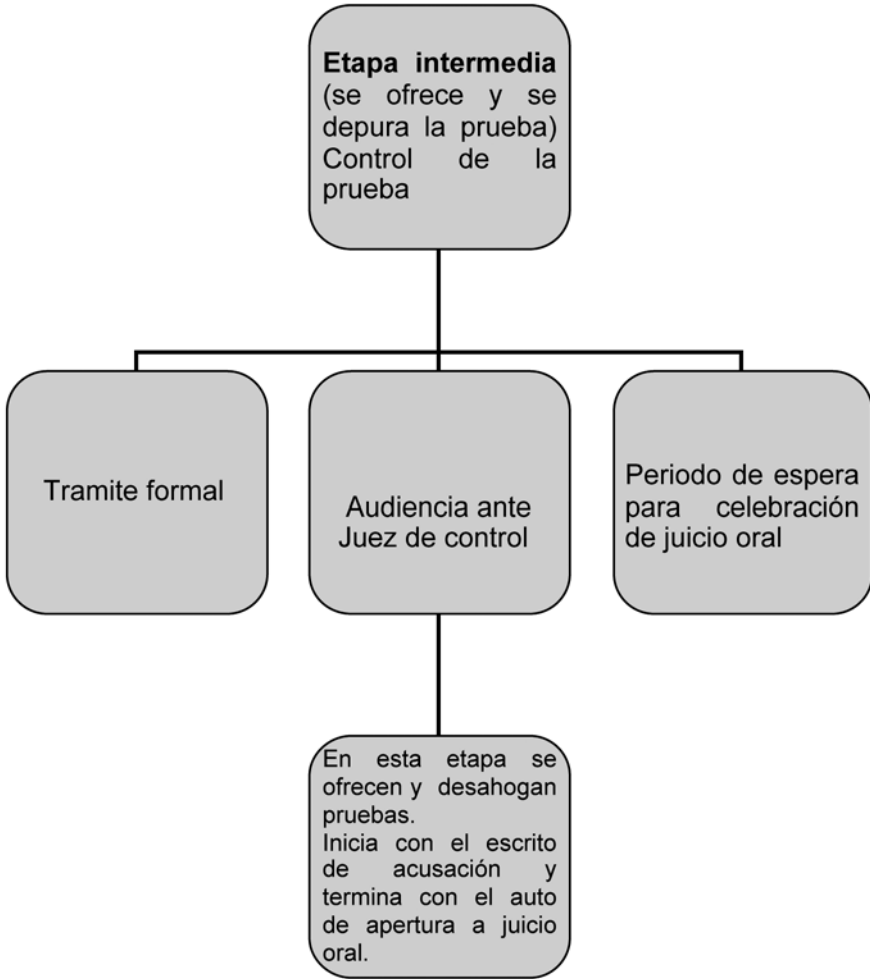 Etapa intermedia
(se ofrece y se
depura la prueba)
Control de la
prueba
Tramite formal
Audiencia ante
Juez de control
Periodo de espera
para celebración
de juicio oral
En esta etapa se
ofrecen y desahogan
pruebas.
Inicia con el escrito
de acusación y
termina con el auto
de apertura a juicio
oral.